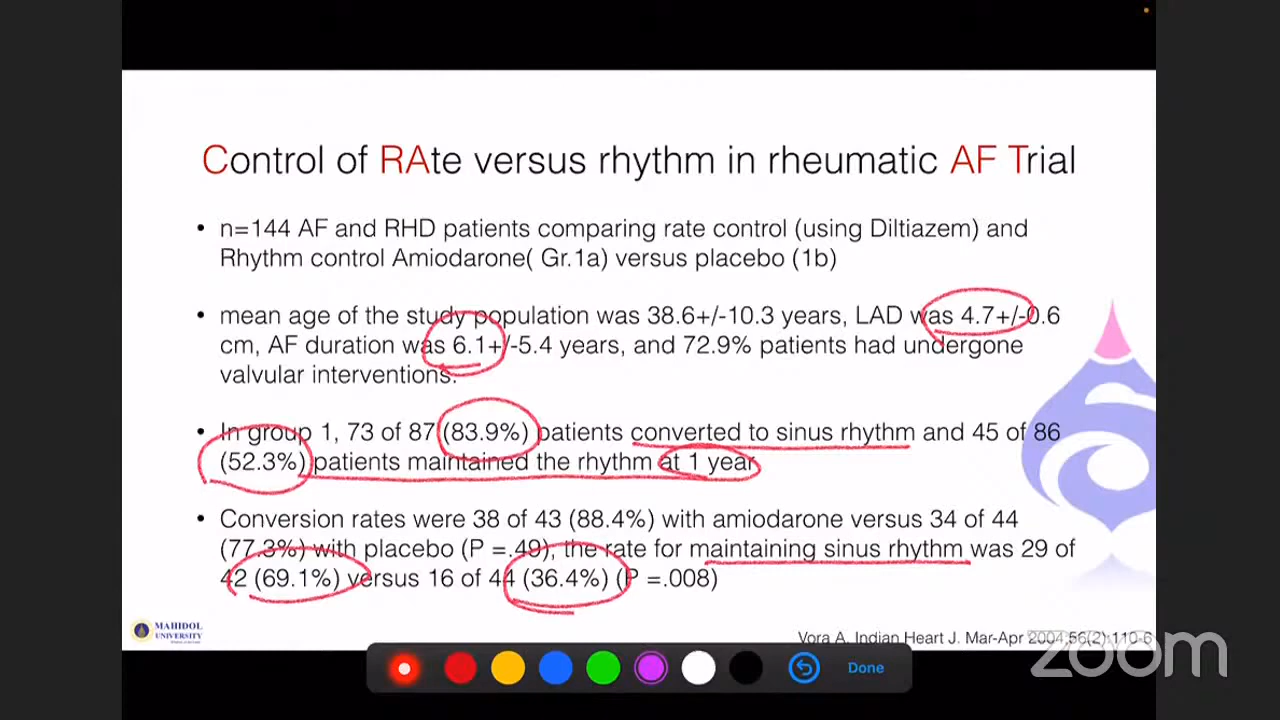 Control of RAte versus rhythm in rheumatic AF Trial
• n=144 AF and RHD patients comparing rate control (using Diltiazem) and
Rhythm control Amiodarone( Gr.1a) versus placebo (1b)
• mean age of the study population was 38.6+/-10.3 years, LAD was 4.7+/-0.6
cm, AF duration was 6.1+/-5.4 years, and 72.9% patients had undergone
valvular interventions.
• In group 1, 73 of 87 (83.9%) patients converted to sinus rhythm and 45 of 86
(52.3%) patients maintained the rhythm at 1 year
• Conversion rates were 38 of 43 (88.4%) with amiodarone versus 34 of 44
(77.3%) with placebo (P =.49), the rate for maintaining sinus rhythm was 29 of
42 (69.1%) versus 16 of 44 (36.4%) (P =.008)
MAHIDOL
UNIVERSITY
Vora A. Indian Heart J. Mar-Apr 2004;56(2):110-6
zoom
Done